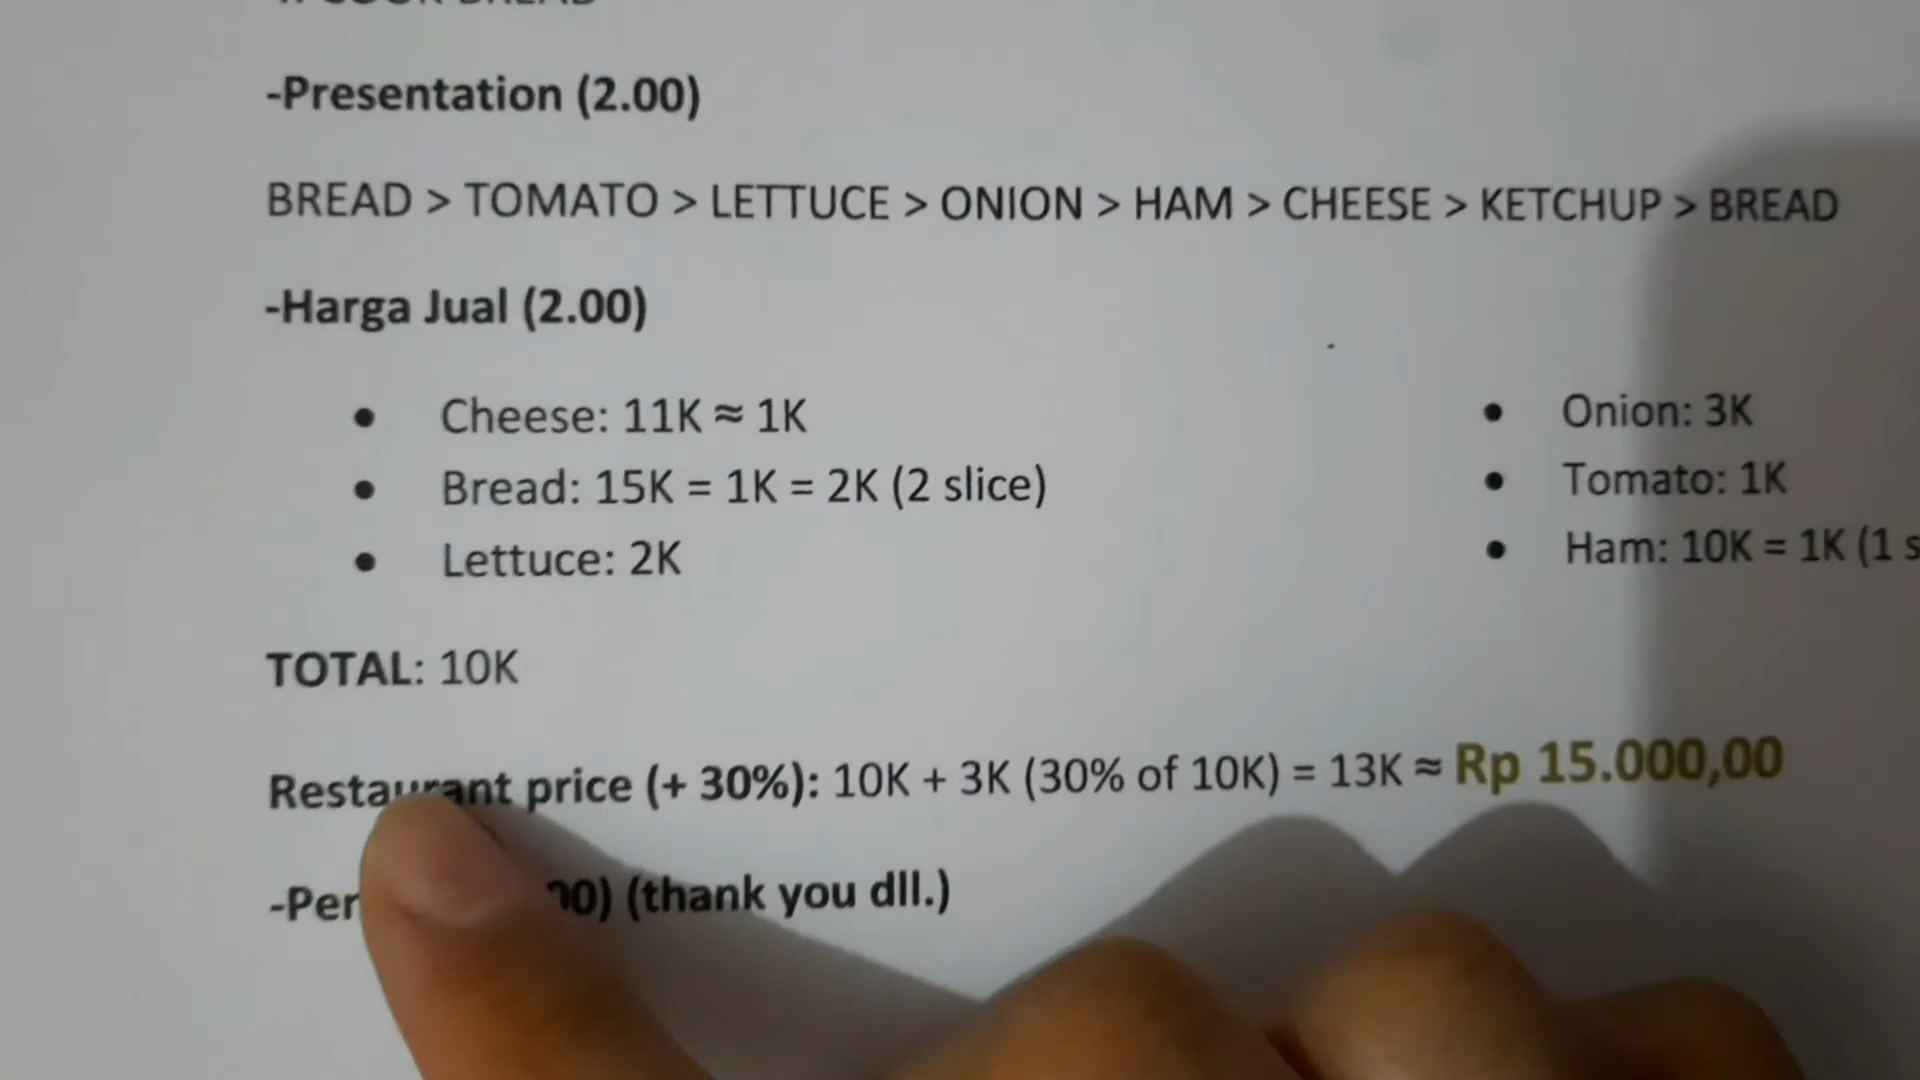 -Presentation (2.00)
BREAD > TOMATO > LETTUCE > ONION > HAM > CHEESE > KETCHUP > BREAD
-Harga Jual (2.00)
• Cheese: 11K ≈ 1K
• Bread: 15K = 1K = 2K (2 slice)
• Lettuce: 2K
• Onion: 3K
• Tomato: 1K
• Ham: 10K = 1K (1 s
TOTAL: 10K
Restaurant price (+ 30%): 10K + 3K (30% of 10K) = 13K ≈ Rp 15.000,00
-Per 00) (thank you dll.)